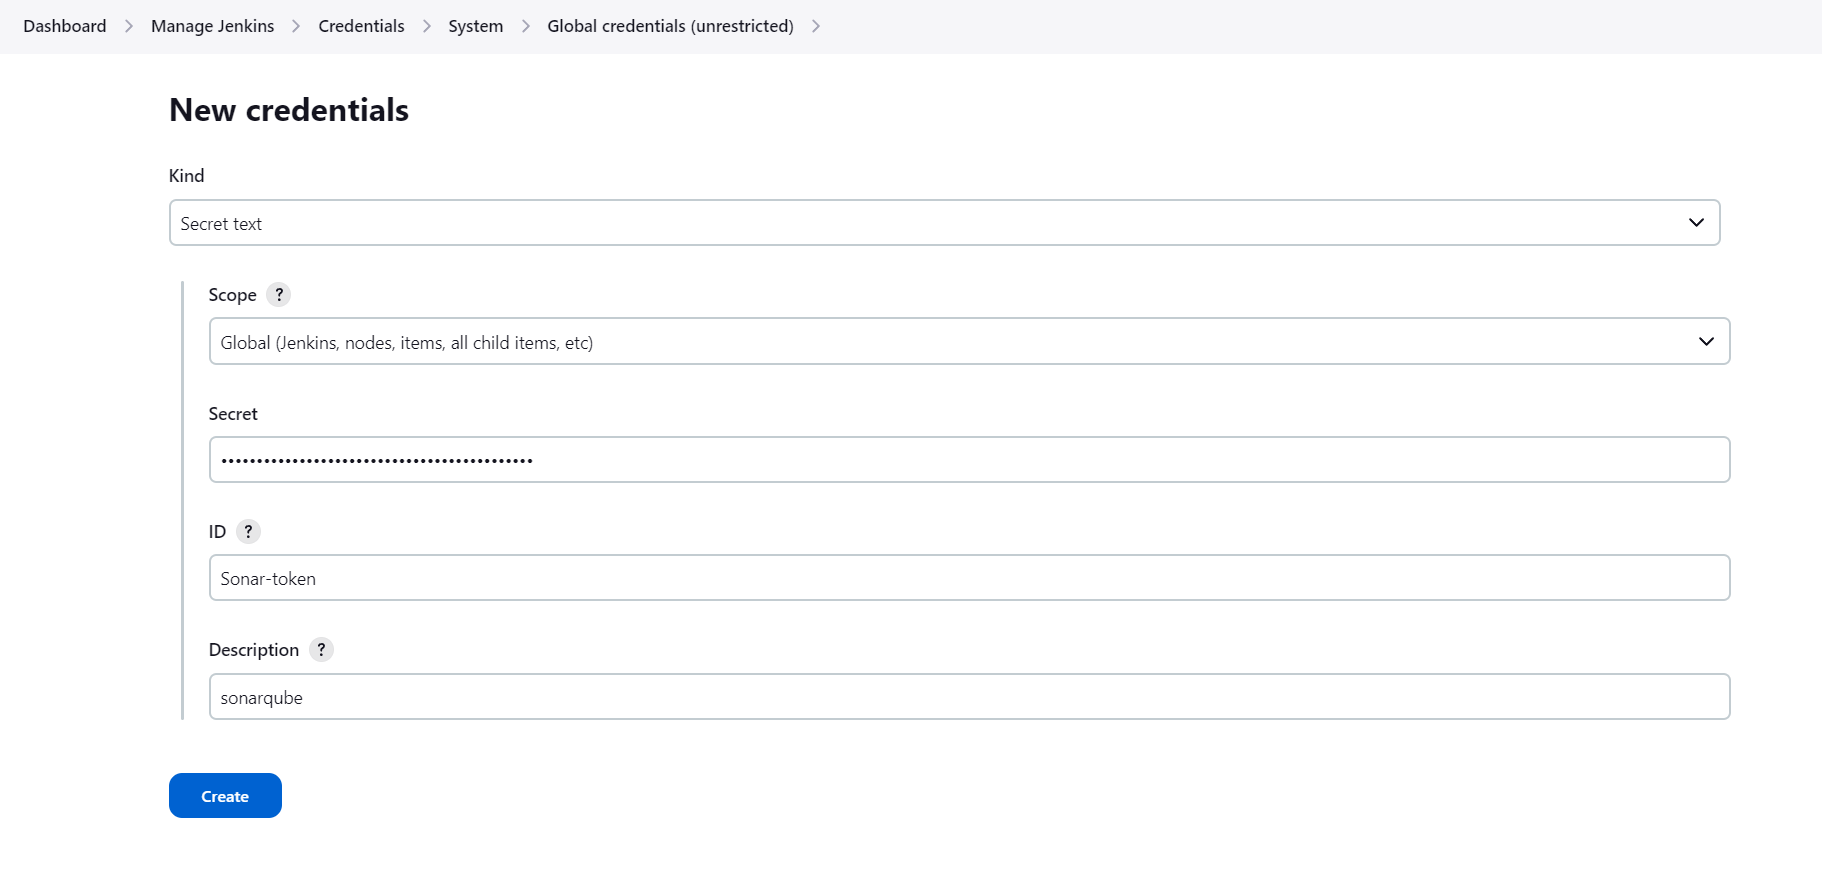 Dashboard > Manage Jenkins > Credentials > System > Global credentials (unrestricted) >
New credentials
Kind
Secret text
Scope ?
Global (Jenkins, nodes, items, all child items, etc)
Secret
••••••••••••••••••••••••••••••••••••••••••••
ID ?
Sonar-token
Description ?
sonarqube
Create